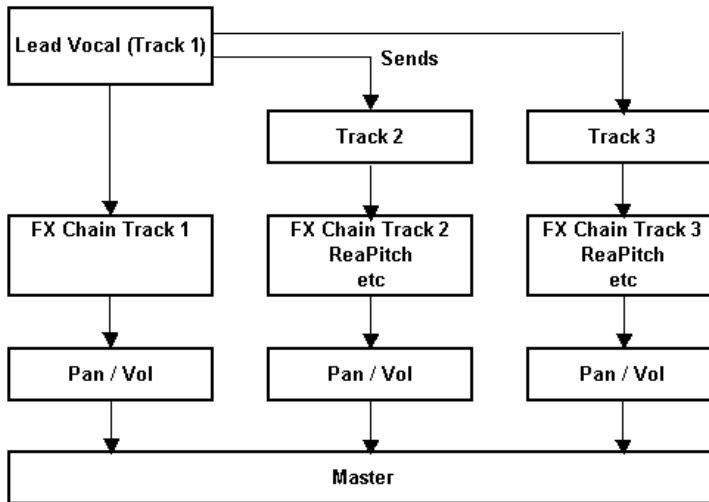 Lead Vocal (Track 1)
Sends
Track 2
Track 3
FX Chain Track 1
FX Chain Track 2
ReaPitch
etc
FX Chain Track 3
ReaPitch
etc
Pan / Vol
Pan / Vol
Pan / Vol
Master